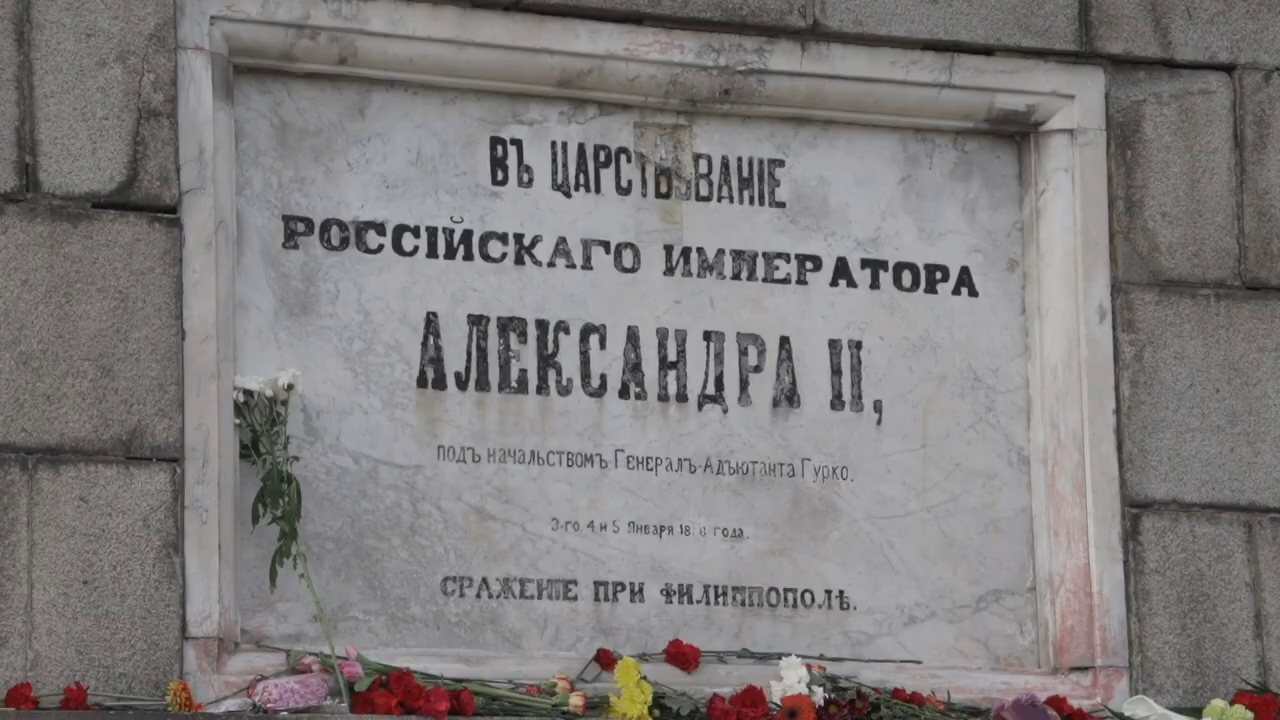 ВЪ ЦАРСТВОВАНІЕ
РОССІЙСКАГО ИМПЕРАТОРА
АЛЕКСАНДРА II,
ПОДЪ НАЧАЛЬСТВОМЪ ГЕНЕРАЛЪ-АДЪЮТАНТА ГУРКО.
3-го. 4 и 5 Января года.
СРАЖЕНІЕ ПРИ ФИЛИППОПОЛѢ.